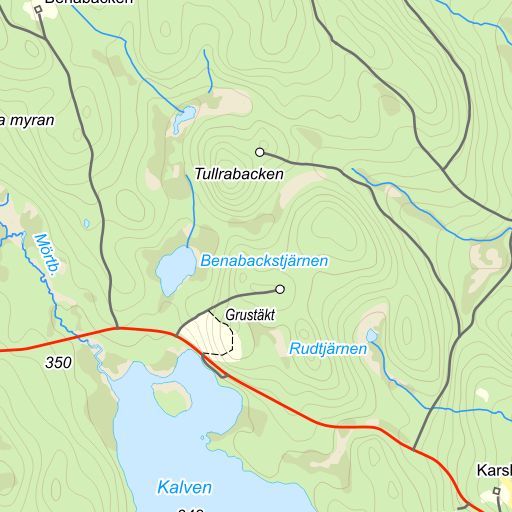 Benabacken
a myran
Tullrabacken
Mörtb.
Benabackstjärnen
Grustäkt
Rudtjärnen
350
Karsl
Kalven